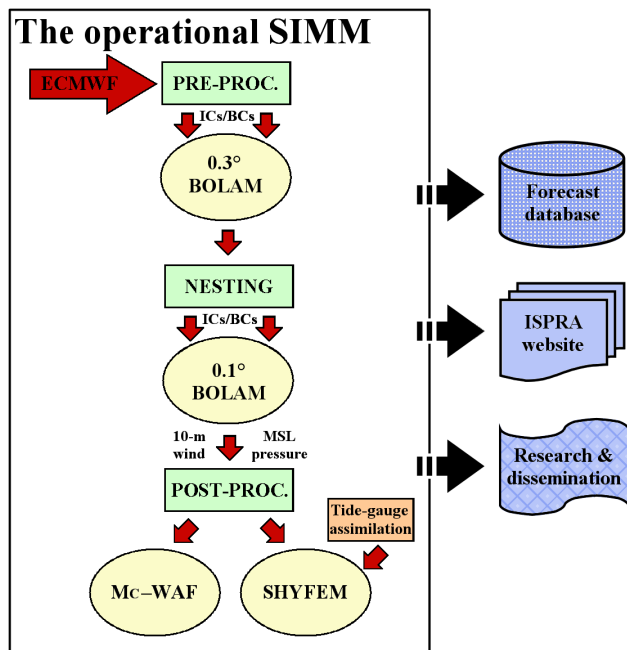 The operational SIMM
ECMWF
PRE-PROC.
ICs/BCs
0.3°
BOLAM
NESTING
ICs/BCs
0.1°
BOLAM
10-m
wind
MSL
pressure
POST-PROC.
Tide-gauge
assimilation
MC–WAF
SHYFEM
Forecast
database
ISPRA
website
Research &
dissemination